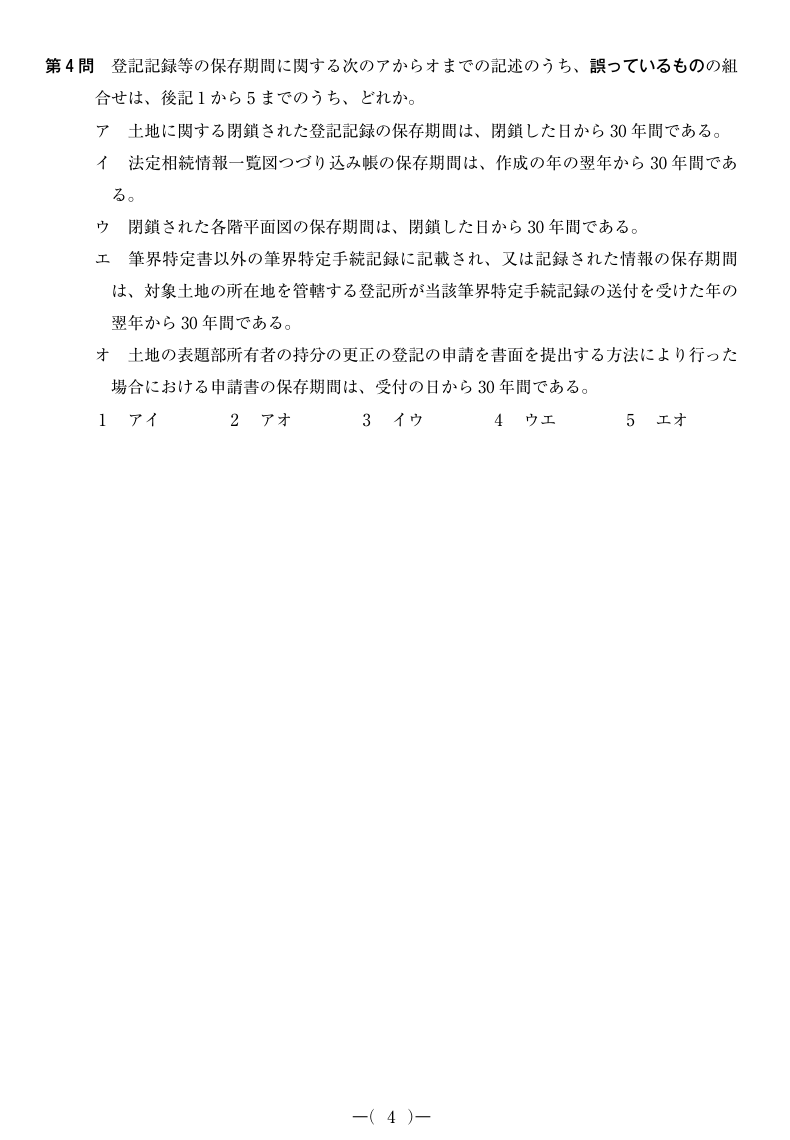 第4問　登記記録等の保存期間に関する次のアからオまでの記述のうち、誤っているものの組
合せは、後記1から5までのうち、どれか。
ア　土地に関する閉鎖された登記記録の保存期間は、閉鎖した日から30年間である。
イ　法定相続情報一覧図つづり込み帳の保存期間は、作成の年の翌年から30年間であ
る。
ウ　閉鎖された各階平面図の保存期間は、閉鎖した日から30年間である。
エ　筆界特定書以外の筆界特定手続記録に記載され、又は記録された情報の保存期間
は、対象土地の所在地を管轄する登記所が当該筆界特定手続記録の送付を受けた年の
翌年から30年間である。
オ　土地の表題部所有者の持分の更正の登記の申請を書面を提出する方法により行った
場合における申請書の保存期間は、受付の日から30年間である。
1　アイ　　　　2　アオ　　　　3　イウ　　　　4　ウエ　　　　5　エオ
―( 4 )―